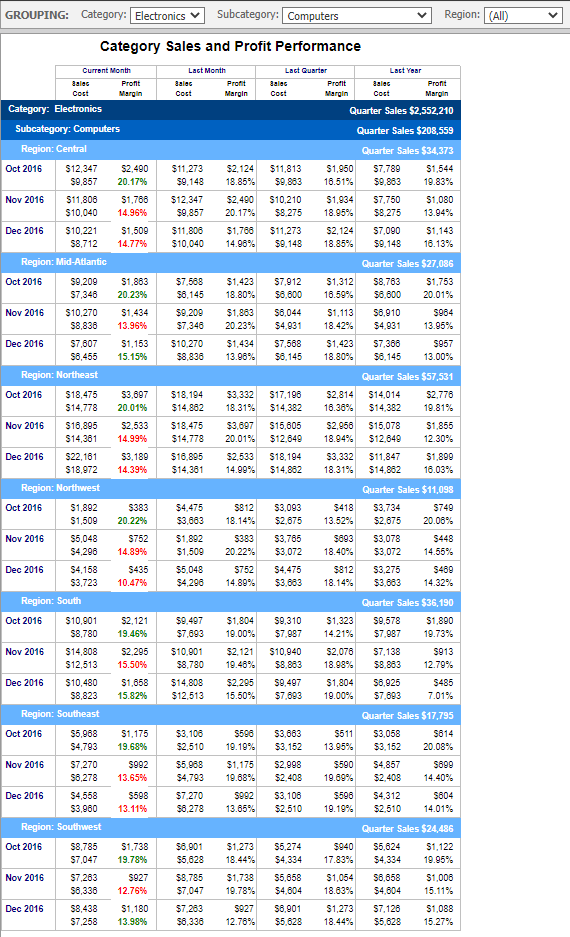 GROUPING: Category: Electronics Subcategory: Computers Region: (All)
Category Sales and Profit Performance
Current Month Last Month Last Quarter Last Year
Sales Profit Sales Profit Sales Profit Sales Profit
Cost Margin Cost Margin Cost Margin Cost Margin
Category: Electronics Quarter Sales $2,552,210
Subcategory: Computers Quarter Sales $208,559
Region: Central Quarter Sales $34,373
Oct 2016 $12,347 $2,490 $11,273 $2,124 $11,813 $1,950 $7,789 $1,544
$9,857 20.17% $9,148 18.85% $9,863 16.51% $9,863 19.83%
Nov 2016 $11,806 $1,766 $12,347 $2,490 $10,210 $1,934 $7,750 $1,080
$10,040 14.96% $9,857 20.17% $8,275 18.95% $8,275 13.94%
Dec 2016 $10,221 $1,509 $11,806 $1,766 $11,273 $2,124 $7,090 $1,143
$8,712 14.77% $10,040 14.96% $9,148 18.85% $9,148 16.13%
Region: Mid-Atlantic Quarter Sales $27,086
Oct 2016 $9,209 $1,863 $7,568 $1,423 $7,912 $1,312 $8,763 $1,753
$7,346 20.23% $6,145 18.80% $6,600 16.59% $6,600 20.01%
Nov 2016 $10,270 $1,434 $9,209 $1,863 $6,044 $1,113 $6,910 $964
$8,836 13.96% $7,346 20.23% $4,931 18.42% $4,931 13.95%
Dec 2016 $7,607 $1,153 $10,270 $1,434 $7,568 $1,423 $7,366 $957
$6,455 15.15% $8,836 13.96% $6,145 18.80% $6,145 13.00%
Region: Northeast Quarter Sales $57,531
Oct 2016 $18,475 $3,697 $18,194 $3,332 $17,196 $2,814 $14,014 $2,776
$14,778 20.01% $14,862 18.31% $14,382 16.36% $14,382 19.81%
Nov 2016 $16,895 $2,533 $18,475 $3,697 $15,605 $2,956 $15,078 $1,855
$14,361 14.99% $14,778 20.01% $12,649 18.94% $12,649 12.30%
Dec 2016 $22,161 $3,189 $16,895 $2,533 $18,194 $3,332 $11,847 $1,899
$18,972 14.39% $14,361 14.99% $14,862 18.31% $14,862 16.03%
Region: Northwest Quarter Sales $11,098
Oct 2016 $1,892 $383 $4,475 $812 $3,093 $418 $3,734 $749
$1,509 20.22% $3,663 18.14% $2,675 13.52% $2,675 20.06%
Nov 2016 $5,048 $752 $1,892 $383 $3,765 $693 $3,078 $448
$4,296 14.89% $1,509 20.22% $3,072 18.40% $3,072 14.55%
Dec 2016 $4,158 $435 $5,048 $752 $4,475 $812 $3,275 $469
$3,723 10.47% $4,296 14.89% $3,663 18.14% $3,663 14.32%
Region: South Quarter Sales $36,190
Oct 2016 $10,901 $2,121 $9,497 $1,804 $9,310 $1,323 $9,578 $1,890
$8,780 19.46% $7,693 19.00% $7,987 14.21% $7,987 19.73%
Nov 2016 $14,808 $2,295 $10,901 $2,121 $10,940 $2,076 $7,138 $913
$12,513 15.50% $8,780 19.46% $8,863 18.98% $8,863 12.79%
Dec 2016 $10,480 $1,658 $14,808 $2,295 $9,497 $1,804 $6,925 $485
$8,823 15.82% $12,513 15.50% $7,693 19.00% $7,693 7.01%
Region: Southeast Quarter Sales $17,795
Oct 2016 $5,968 $1,175 $3,106 $596 $3,663 $511 $3,058 $614
$4,793 19.68% $2,510 19.19% $3,152 13.95% $3,152 20.08%
Nov 2016 $7,270 $992 $5,968 $1,175 $2,998 $590 $4,857 $699
$6,278 13.65% $4,793 19.68% $2,408 19.69% $2,408 14.40%
Dec 2016 $4,558 $598 $7,270 $992 $3,106 $596 $4,312 $604
$3,960 13.11% $6,278 13.65% $2,510 19.19% $2,510 14.01%
Region: Southwest Quarter Sales $24,486
Oct 2016 $8,785 $1,738 $6,901 $1,273 $5,274 $940 $5,624 $1,122
$7,047 19.78% $5,628 18.44% $4,334 17.83% $4,334 19.95%
Nov 2016 $7,263 $927 $8,785 $1,738 $5,658 $1,054 $6,658 $1,006
$6,336 12.76% $7,047 19.78% $4,604 18.63% $4,604 15.11%
Dec 2016 $8,438 $1,180 $7,263 $927 $6,901 $1,273 $7,126 $1,088
$7,258 13.98% $6,336 12.76% $5,628 18.44% $5,628 15.27%